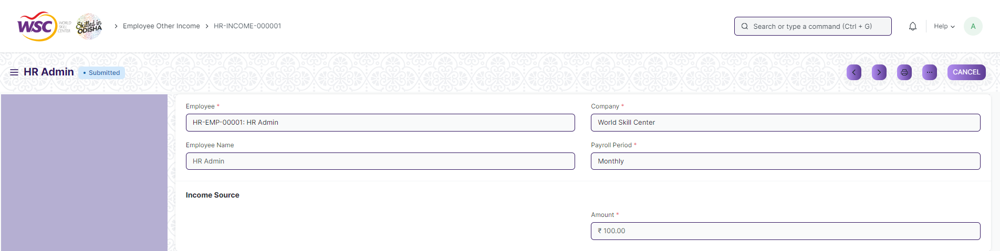 WSC WORLD SKILL CENTER
Skilled in ODISHA
Employee Other Income HR-INCOME-000001
Search or type a command (Ctrl + G)
Help
A
HR Admin
• Submitted
...
CANCEL
Employee *
HR-EMP-00001: HR Admin
Company *
World Skill Center
Employee Name
HR Admin
Payroll Period *
Monthly
Income Source
Amount *
₹ 100.00